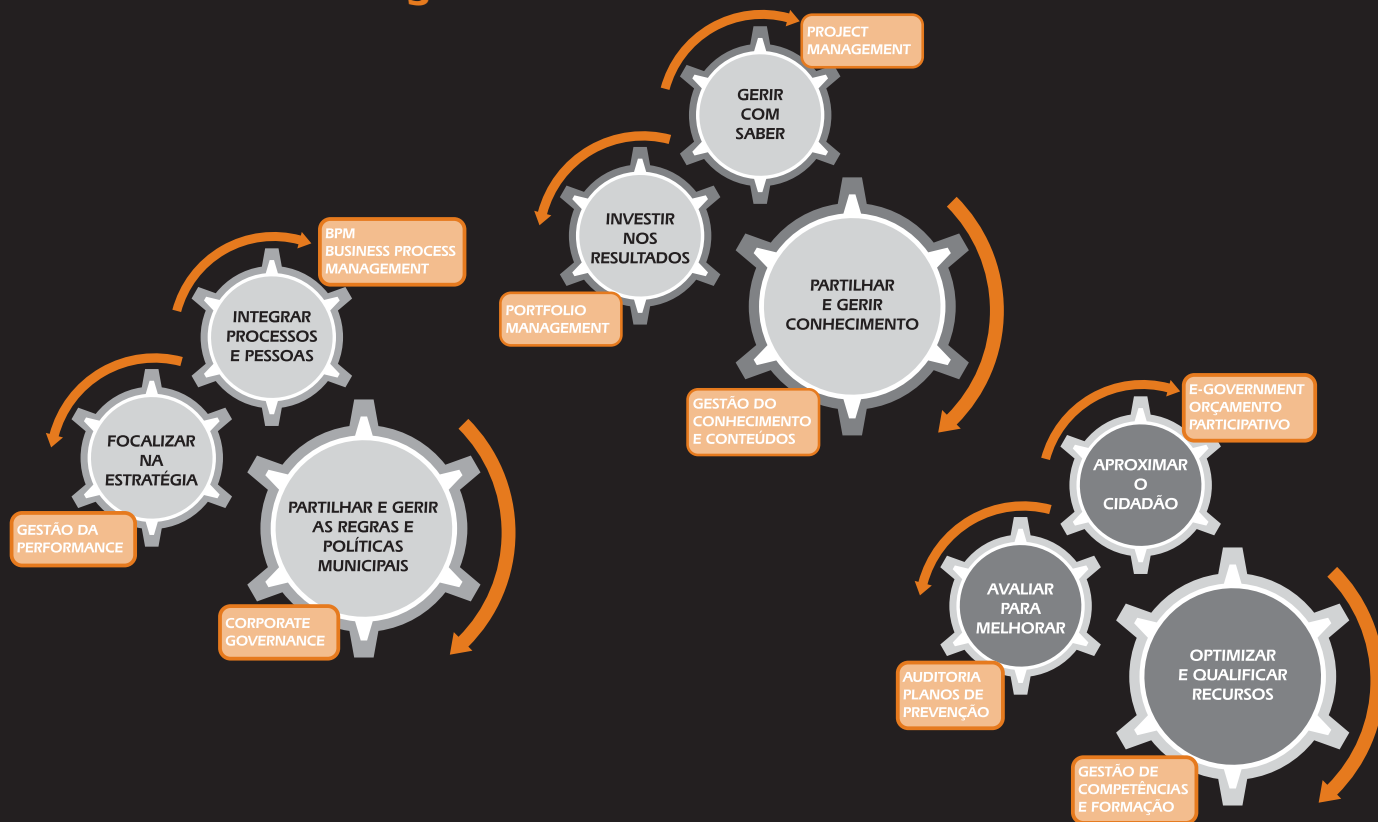 PROJECT
MANAGEMENT
GERIR
COM
SABER
INVESTIR
NOS
RESULTADOS
PORTFOLIO
MANAGEMENT
PARTILHAR
E GERIR
CONHECIMENTO
GESTÃO DO
CONHECIMENTO
E CONTEÚDOS
BPM
BUSINESS PROCESS
MANAGEMENT
INTEGRAR
PROCESSOS
E PESSOAS
FOCALIZAR
NA
ESTRATÉGIA
GESTÃO DA
PERFORMANCE
PARTILHAR E GERIR
AS REGRAS E
POLÍTICAS
MUNICIPAIS
CORPORATE
GOVERNANCE
E-GOVERNMENT
ORÇAMENTO
PARTICIPATIVO
APROXIMAR
O
CIDADÃO
AVALIAR
PARA
MELHORAR
AUDITORIA
PLANOS DE
PREVENÇÃO
OPTIMIZAR
E QUALIFICAR
RECURSOS
GESTÃO DE
COMPETÊNCIAS
E FORMAÇÃO